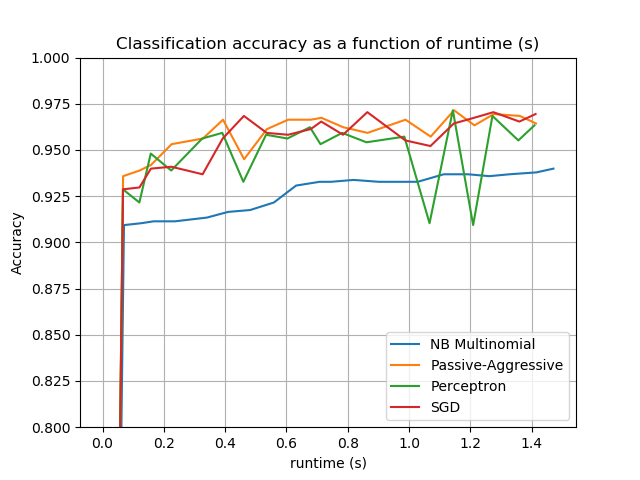 Classification accuracy as a function of runtime (s)
1.000
0.975
0.950
0.925
0.900
0.875
0.850
0.825
0.800
Accuracy
NB Multinomial
Passive-Aggressive
Perceptron
SGD
0.0 0.2 0.4 0.6 0.8 1.0 1.2 1.4
runtime (s)